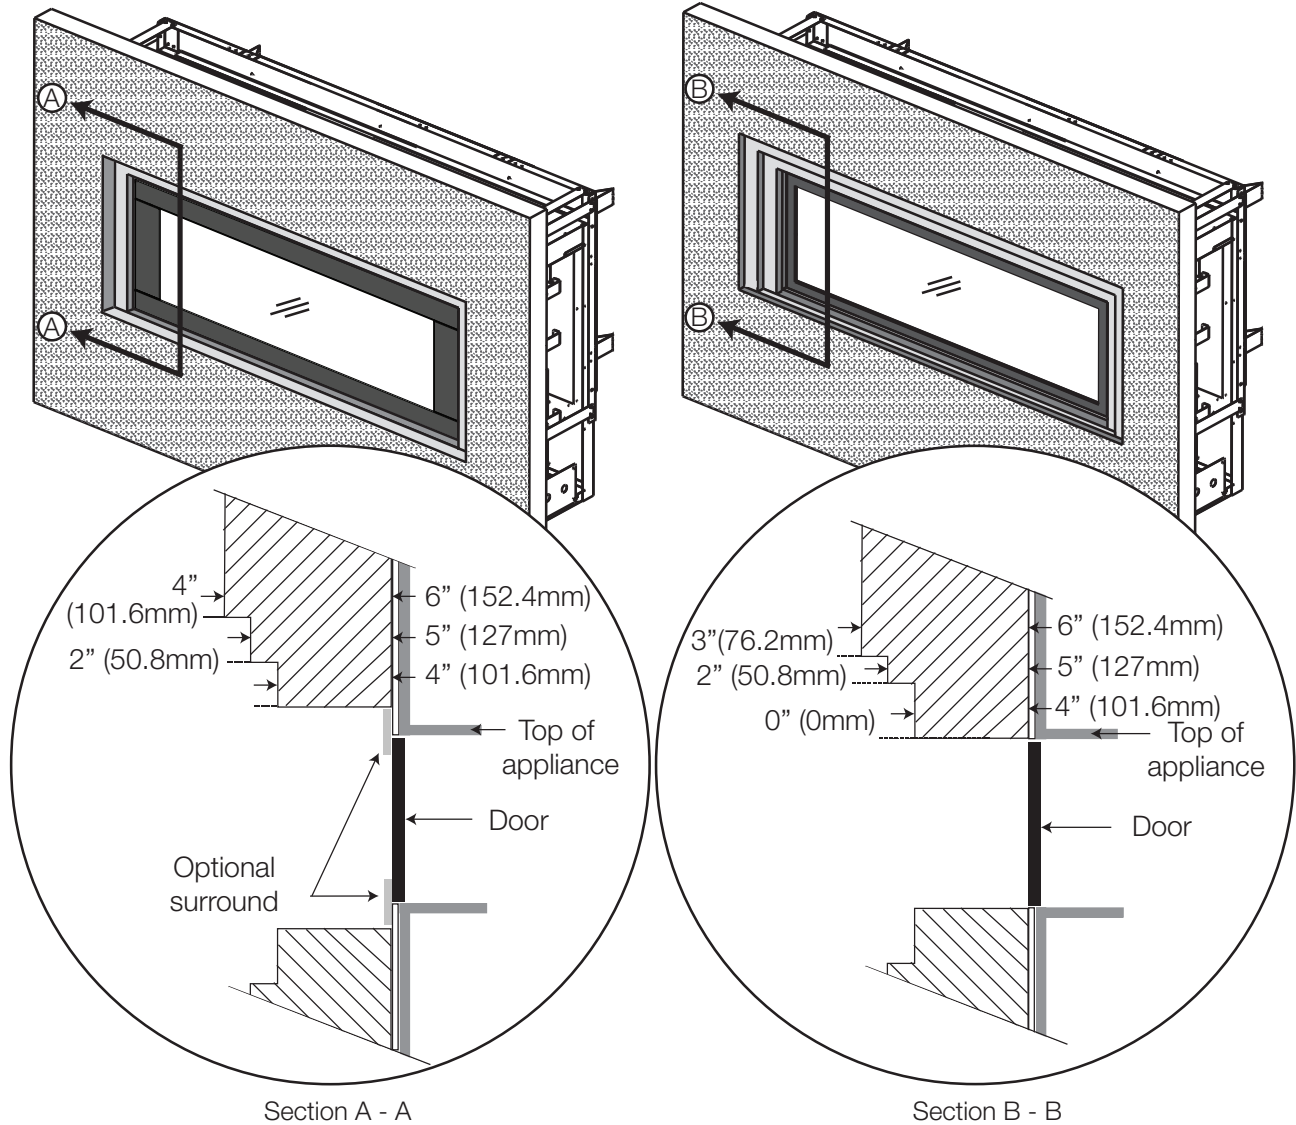 A
A
B
B
4”
(101.6mm)
2” (50.8mm)
6” (152.4mm)
5” (127mm)
4” (101.6mm)
Top of
appliance
Door
Optional
surround
Section A - A
3”(76.2mm)
2” (50.8mm)
0” (0mm)
6” (152.4mm)
5” (127mm)
4” (101.6mm)
Top of
appliance
Door
Section B - B